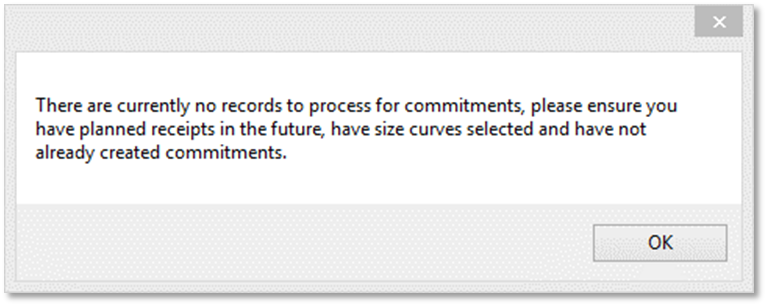 There are currently no records to process for commitments, please ensure you
have planned receipts in the future, have size curves selected and have not
already created commitments.
OK